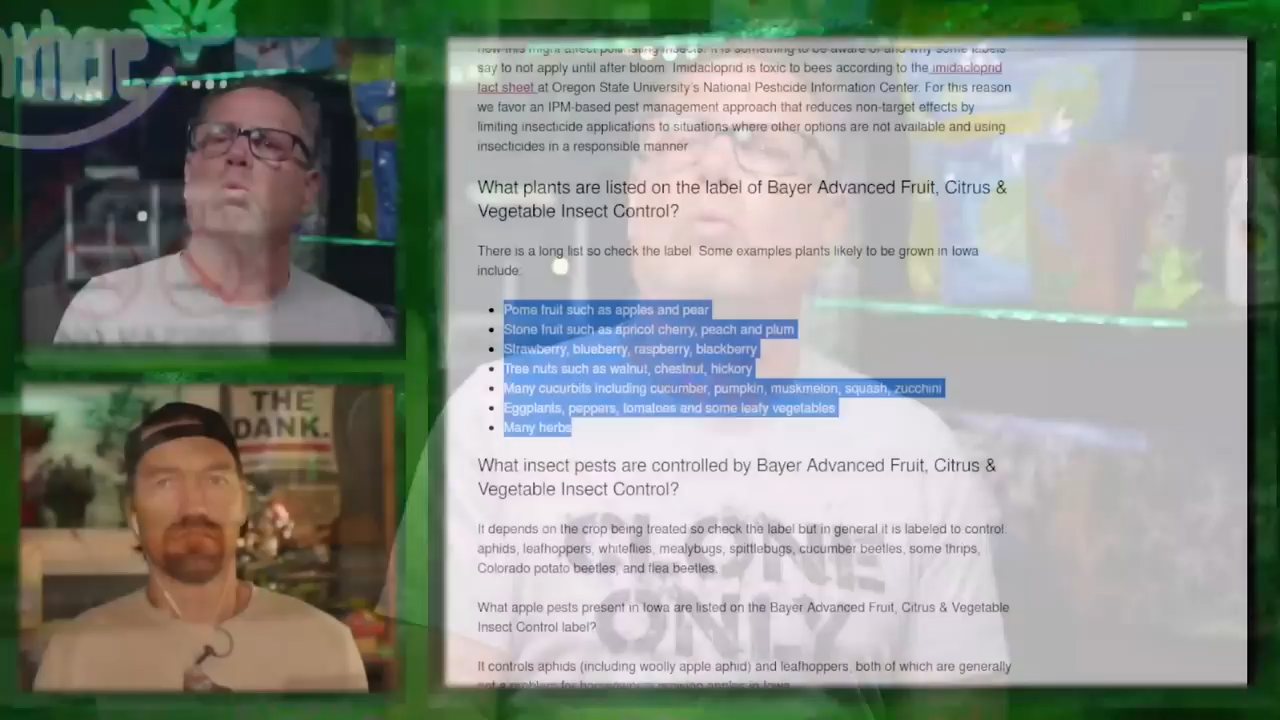 say to not apply until after bloom. Imidacloprid is toxic to bees according to the imidacloprid
fact sheet at Oregon State University's National Pesticide Information Center. For this reason
we favor an IPM-based pest management approach that reduces non-target effects by
limiting insecticide applications to situations where other options are not available and using
insecticides in a responsible manner
What plants are listed on the label of Bayer Advanced Fruit, Citrus &
Vegetable Insect Control?
There is a long list so check the label. Some examples plants likely to be grown in Iowa
include:
Pome fruit such as apples and pear
Stone fruit such as apricot cherry, peach and plum
Strawberry, blueberry, raspberry, blackberry
Tree nuts such as walnut, chestnut, hickory
Many cucurbits including cucumber, pumpkin, muskmelon, squash, zucchini
Eggplants, peppers, tomatoes and some leafy vegetables
Many herbs
What insect pests are controlled by Bayer Advanced Fruit, Citrus &
Vegetable Insect Control?
It depends on the crop being treated so check the label but in general it is labeled to control
aphids, leafhoppers, whiteflies, mealybugs, spittlebugs, cucumber beetles, some thrips,
Colorado potato beetles, and flea beetles.
What apple pests present in Iowa are listed on the Bayer Advanced Fruit, Citrus & Vegetable
Insect Control label?
It controls aphids (including woolly apple aphid) and leafhoppers, both of which are generally
THE
DANK.
CLONE
ONLY